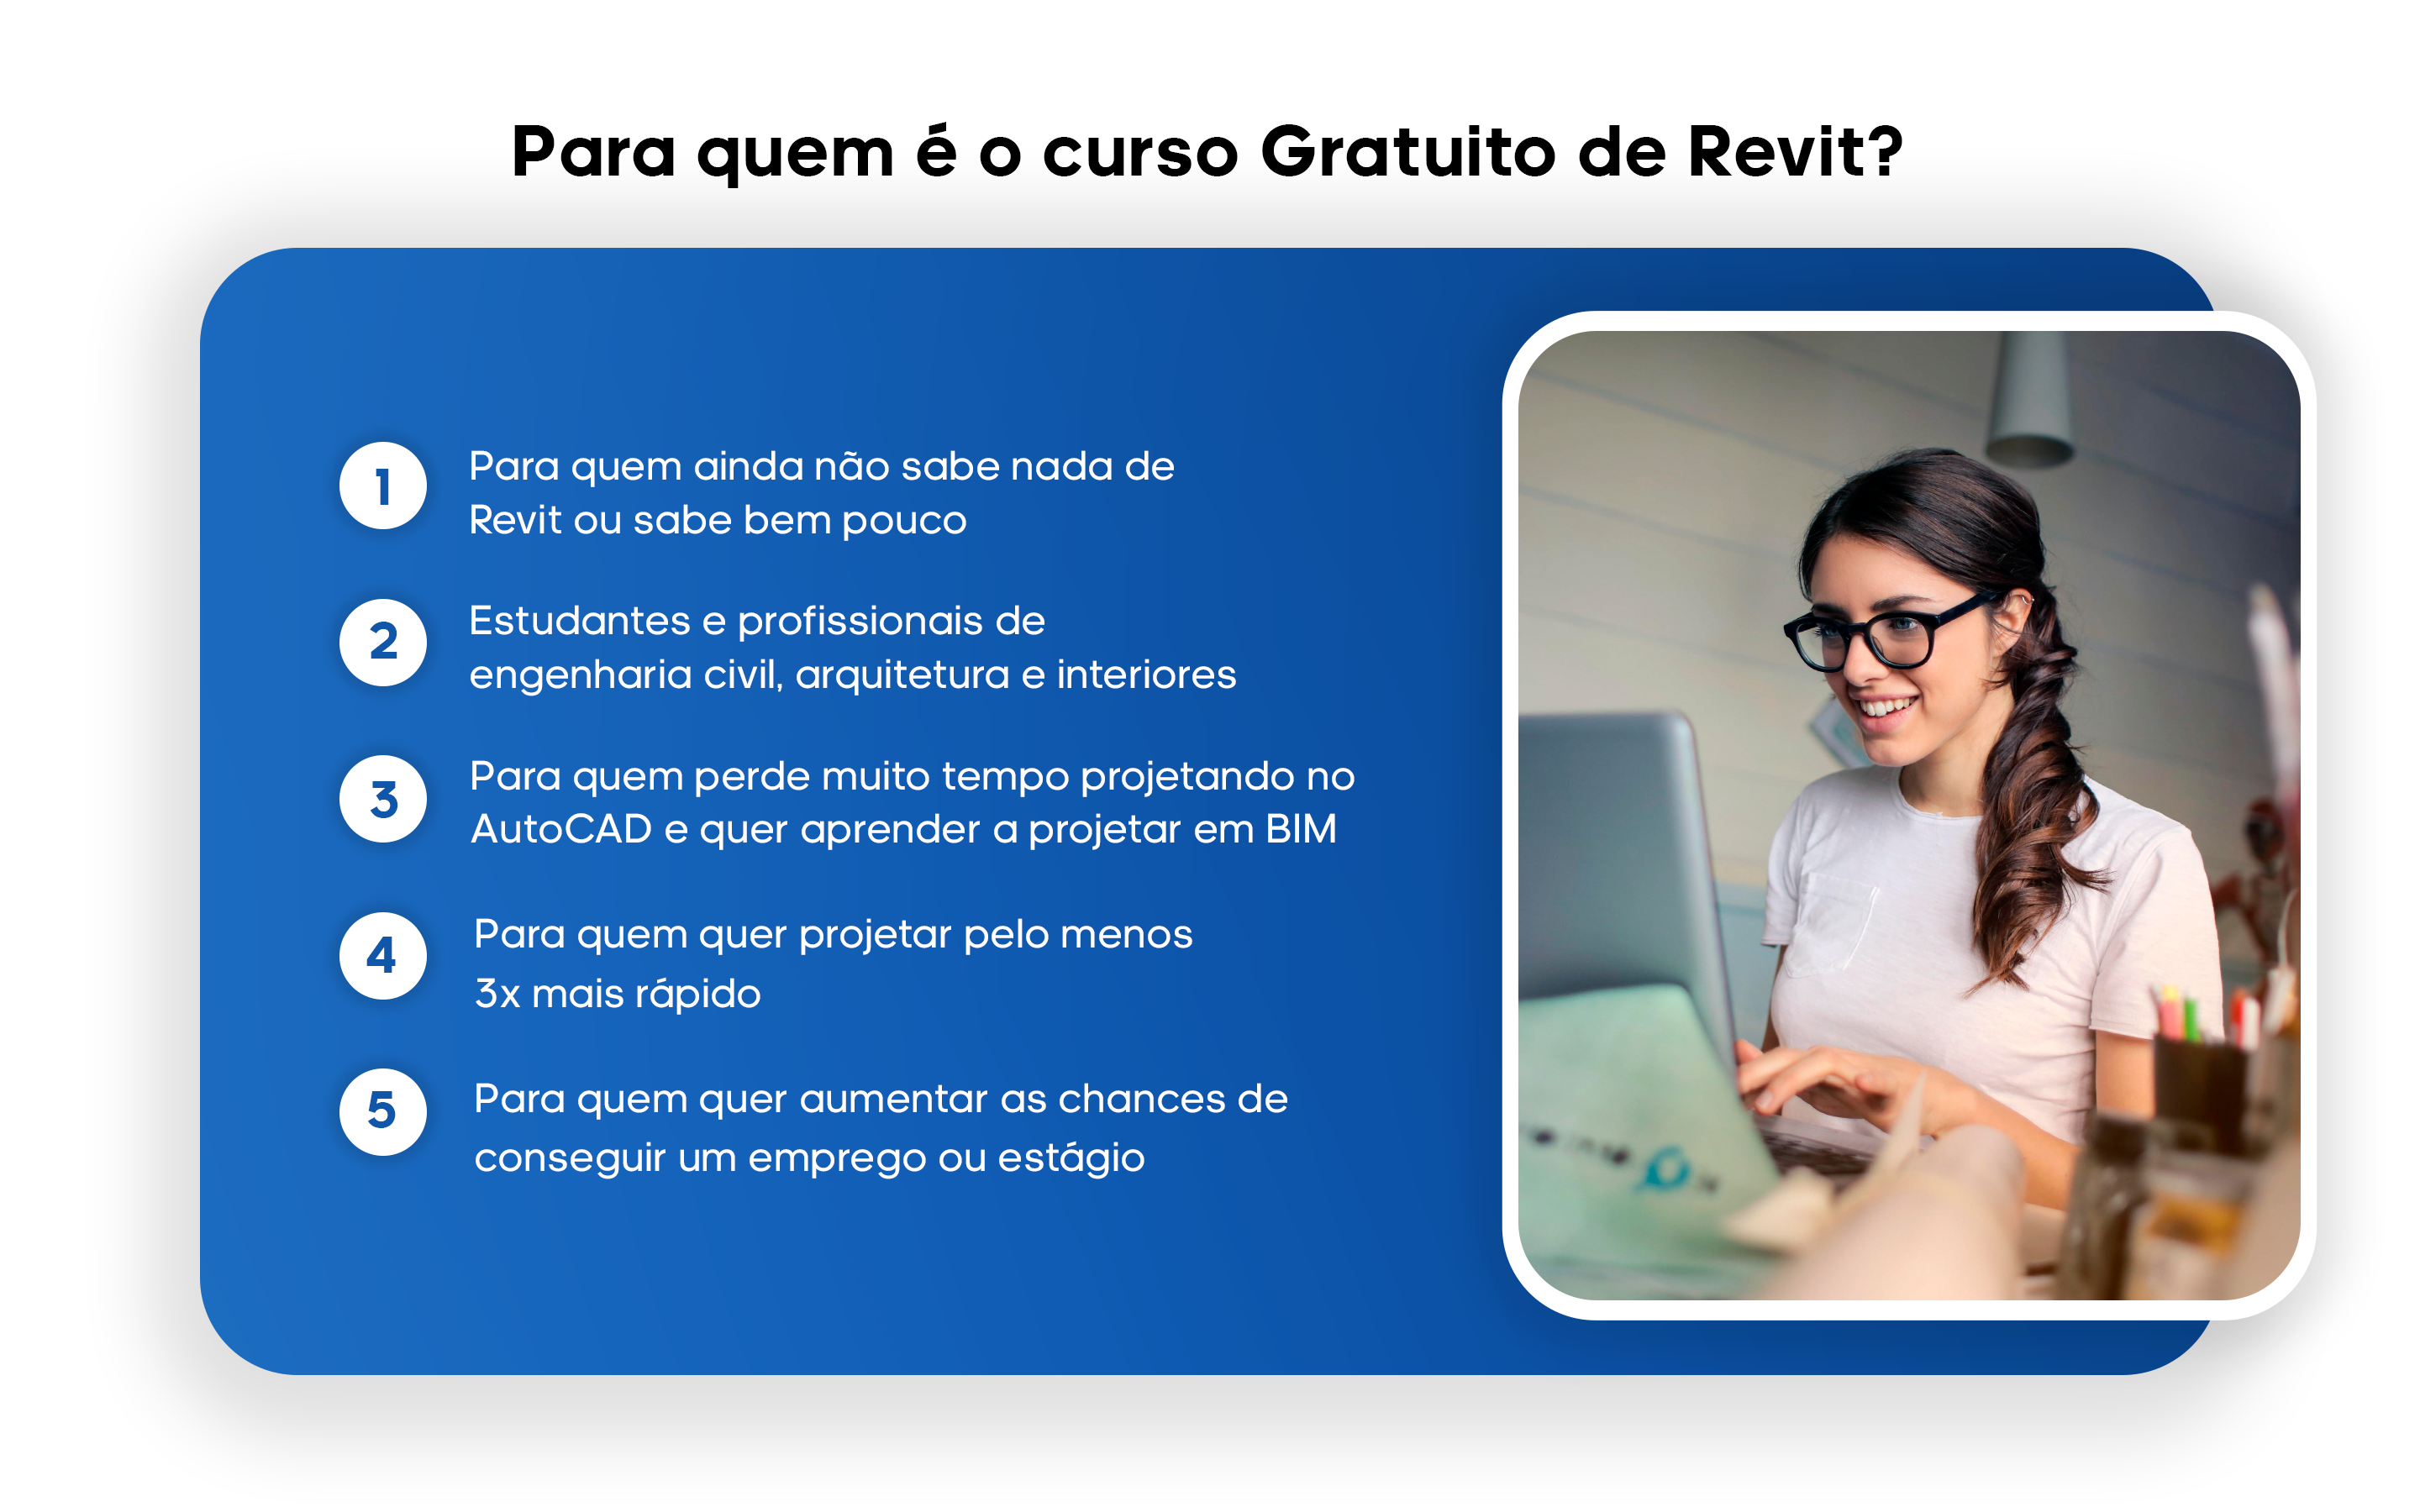 Para quem é o curso Gratuito de Revit?
1
Para quem ainda não sabe nada de
Revit ou sabe bem pouco
2
Estudantes e profissionais de
engenharia civil, arquitetura e interiores
3
Para quem perde muito tempo projetando no
AutoCAD e quer aprender a projetar em BIM
4
Para quem quer projetar pelo menos
3x mais rápido
5
Para quem quer aumentar as chances de
conseguir um emprego ou estágio